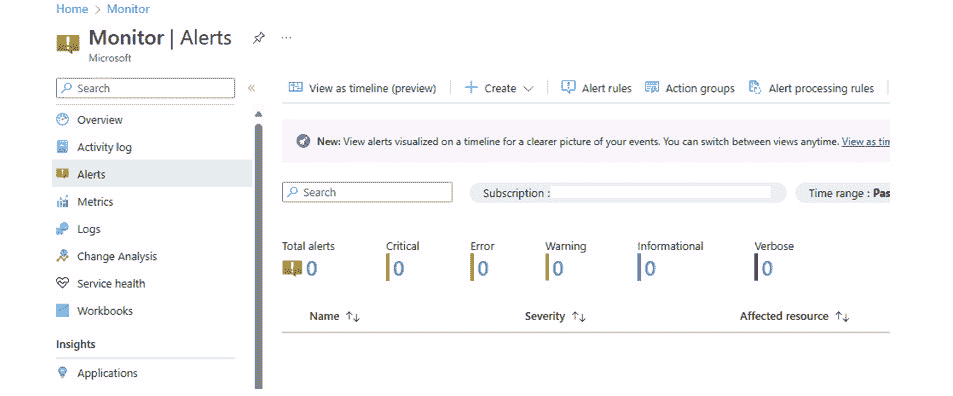 Home > Monitor
Monitor | Alerts
Microsoft
Search
Overview
Activity log
Alerts
Metrics
Logs
Change Analysis
Service health
Workbooks
Insights
Applications
View as timeline (preview) Create Alert rules Action groups Alert processing rules
New: View alerts visualized on a timeline for a clearer picture of your events. You can switch between views anytime. View as tim
Search Subscription : Time range : Pas
Total alerts Critical Error Warning Informational Verbose
0 0 0 0 0 0
Name Severity Affected resource